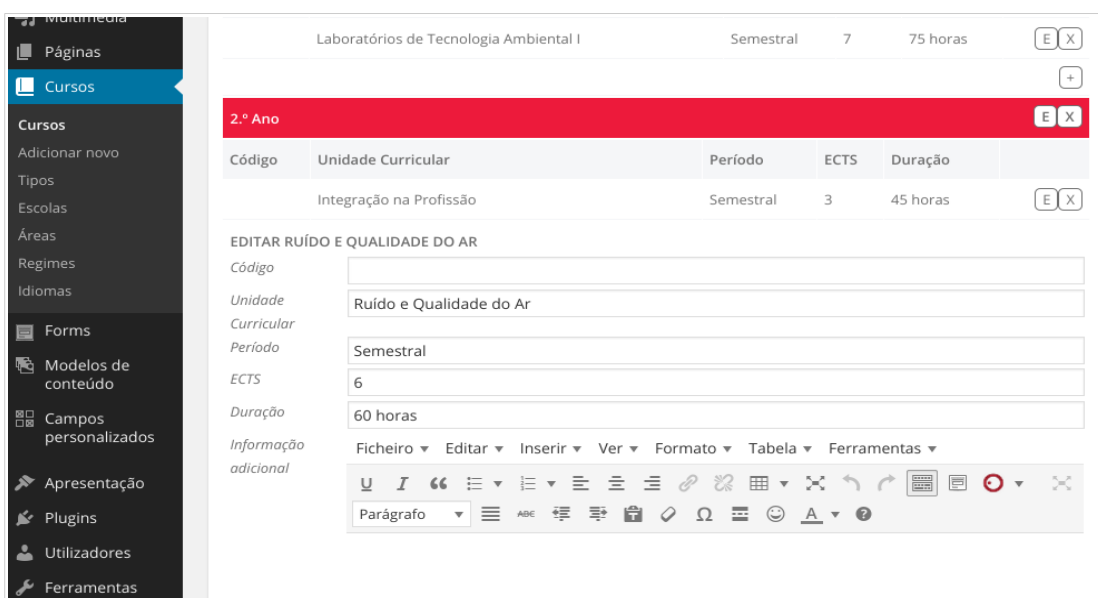 Multimédia
Páginas
Cursos
Cursos
Adicionar novo
Tipos
Escolas
Áreas
Regimes
Idiomas
Forms
Modelos de
conteúdo
Campos
personalizados
Apresentação
Plugins
Utilizadores
Ferramentas
Laboratórios de Tecnologia Ambiental I Semestral 7 75 horas E X
+
2.º Ano E X
Código Unidade Curricular Período ECTS Duração
Integração na Profissão Semestral 3 45 horas E X
EDITAR RUÍDO E QUALIDADE DO AR
Código
Unidade
Curricular
Ruído e Qualidade do Ar
Período Semestral
ECTS 6
Duração 60 horas
Informação
adicional
Ficheiro Editar Inserir Ver Formato Tabela Ferramentas
U I
Parágrafo ABC Ω A